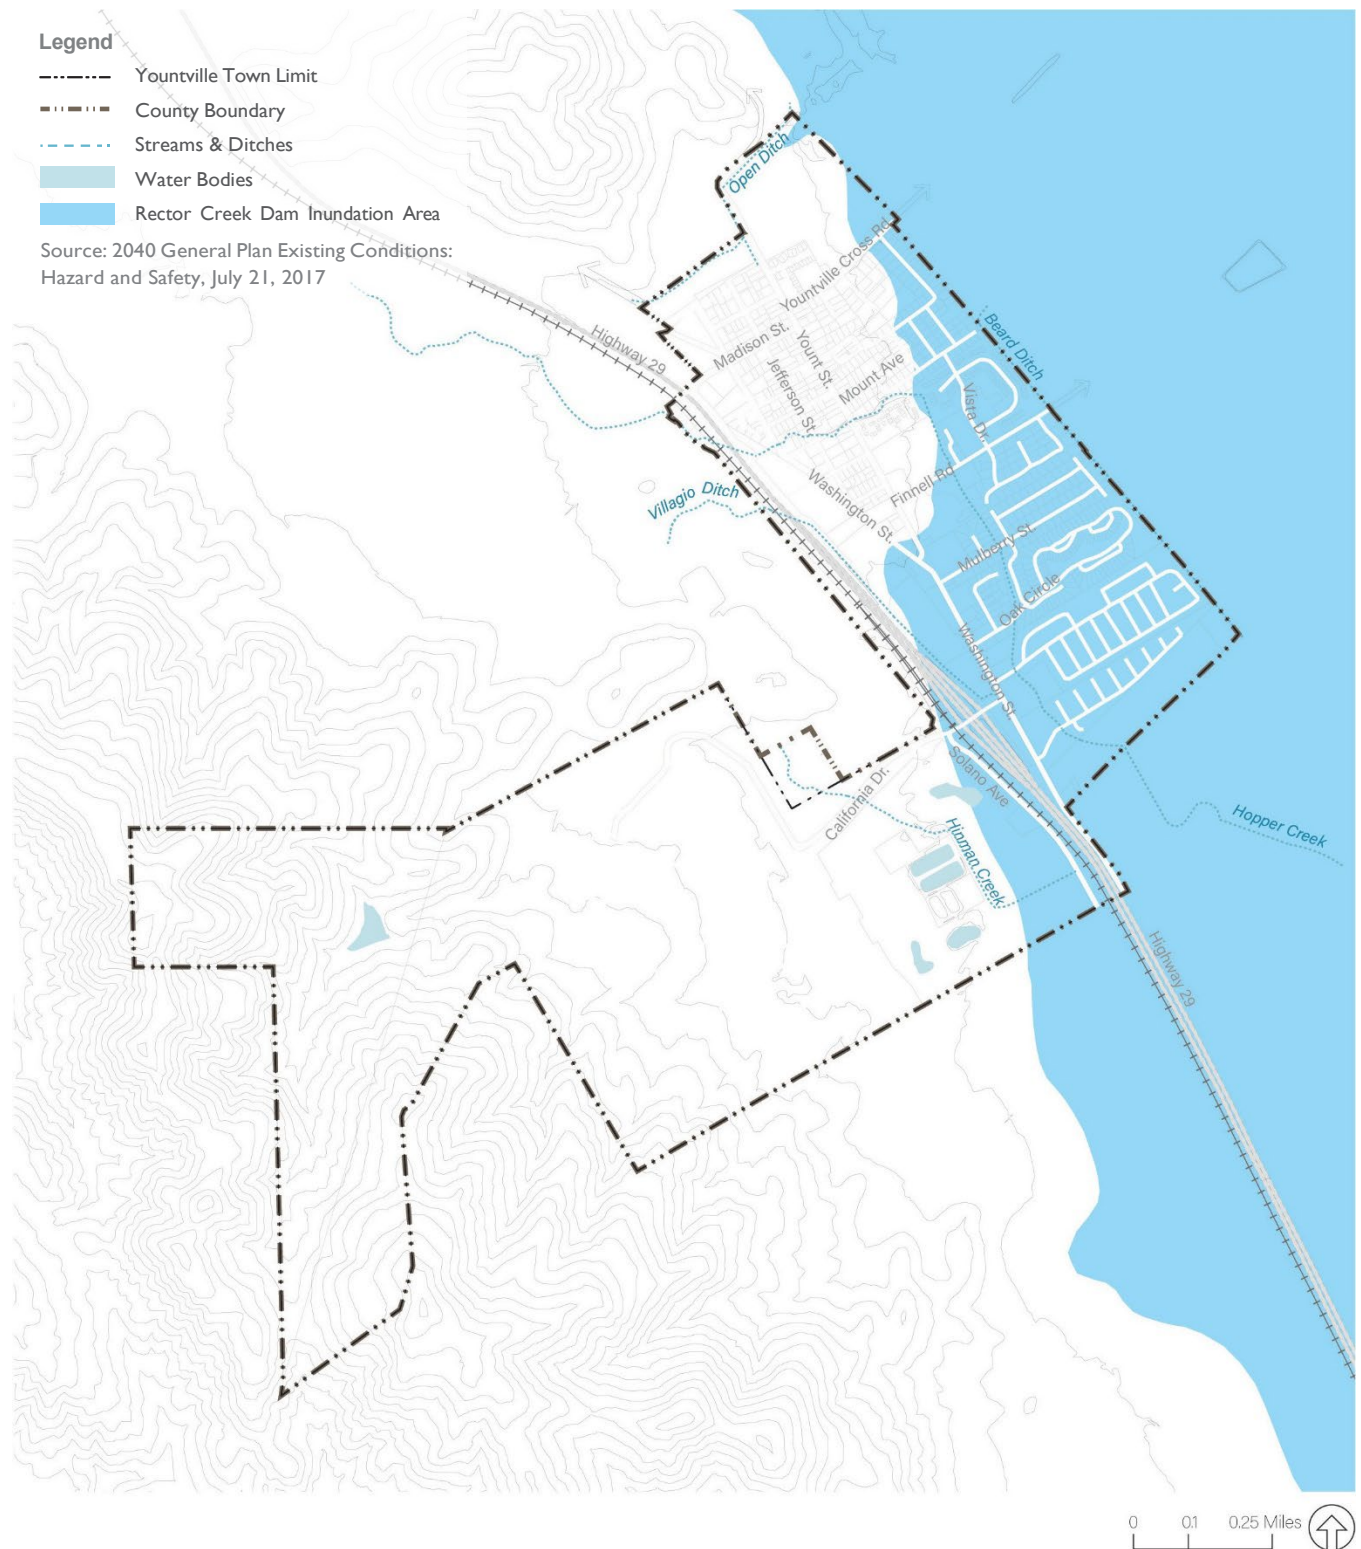 Legend
Yountville Town Limit
County Boundary
Streams & Ditches
Water Bodies
Rector Creek Dam Inundation Area
Source: 2040 General Plan Existing Conditions:
Hazard and Safety, July 21, 2017
Open Ditch
Yountville Cross Rd
Highway 29
Madison St.
Yount St.
Jefferson St.
Mount Ave
Beard Ditch
Vista Dr.
Villagio Ditch
Washington St.
Finnell Rd
Mulberry St.
Oak Circle
Washington St.
Solano Ave
California Dr.
Hinman Creek
Hopper Creek
Highway 29
0 0.1 0.25 Miles